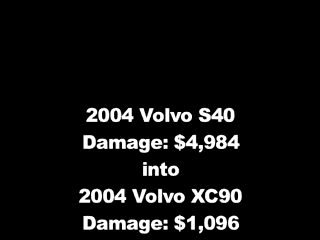 2004 Volvo S40
Damage: $4,984
into
2004 Volvo XC90
Damage: $1,096